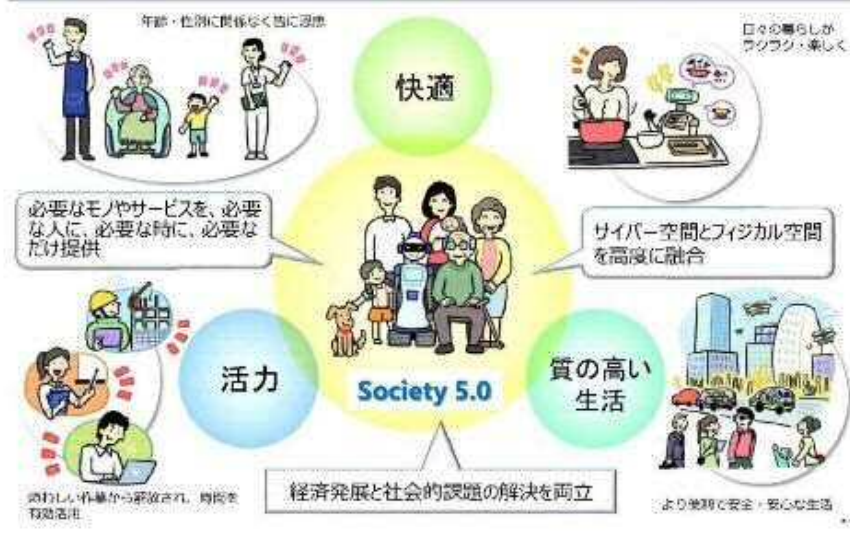 年齢・性別に関係なく皆に恩恵
日々の暮らしが
ラクラク・楽しく
快適
必要なモノやサービスを、必要
な人に、必要な時に、必要な
だけ提供
サイバー空間とフィジカル空間
を高度に融合
活力
Society 5.0
質の高い
生活
煩わしい作業から解放され、時間を
有効活用
経済発展と社会的課題の解決を両立
より便利で安全・安心な生活